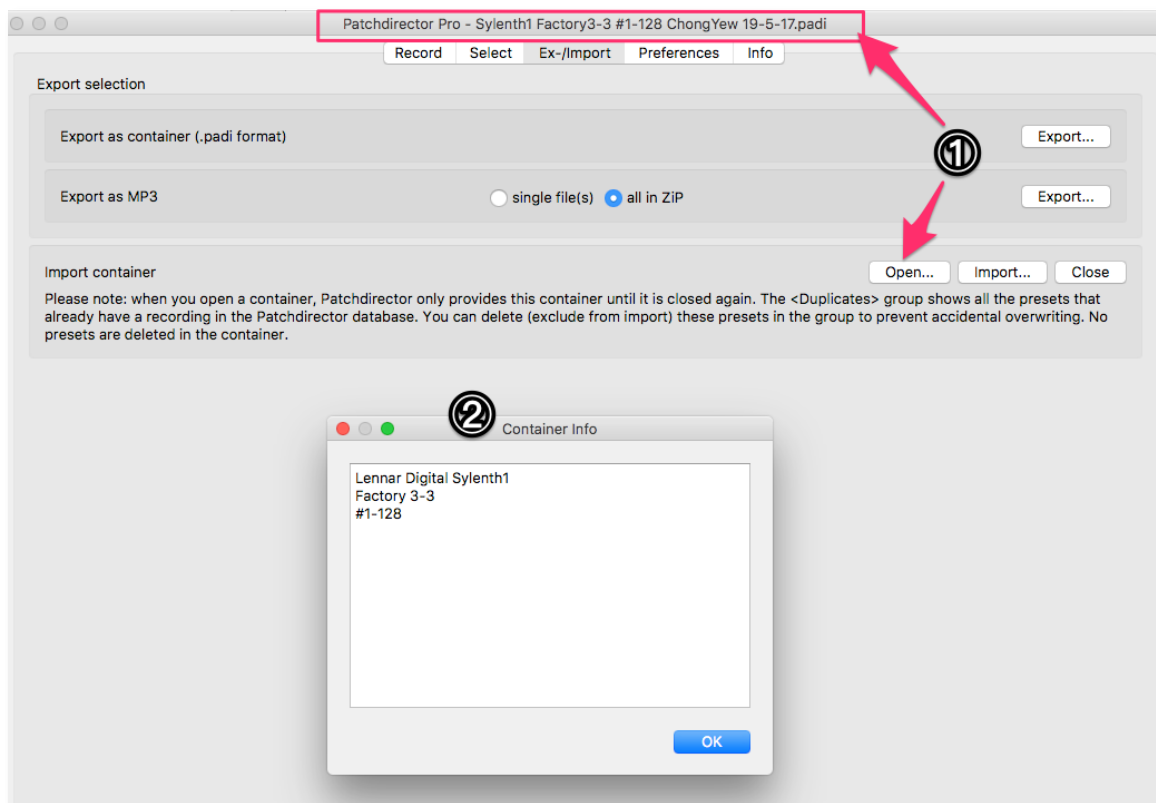 Patchdirector Pro - Sylenth1 Factory3-3 #1-128 ChongYew 19-5-17.padi
Record Select Ex-/Import Preferences Info
Export selection
Export as container (.padi format) Export...
①
Export as MP3 single file(s) all in ZiP Export...
Import container Open... Import... Close
Please note: when you open a container, Patchdirector only provides this container until it is closed again. The <Duplicates> group shows all the presets that
already have a recording in the Patchdirector database. You can delete (exclude from import) these presets in the group to prevent accidental overwriting. No
presets are deleted in the container.
②
Container Info
Lennar Digital Sylenth1
Factory 3-3
#1-128
OK